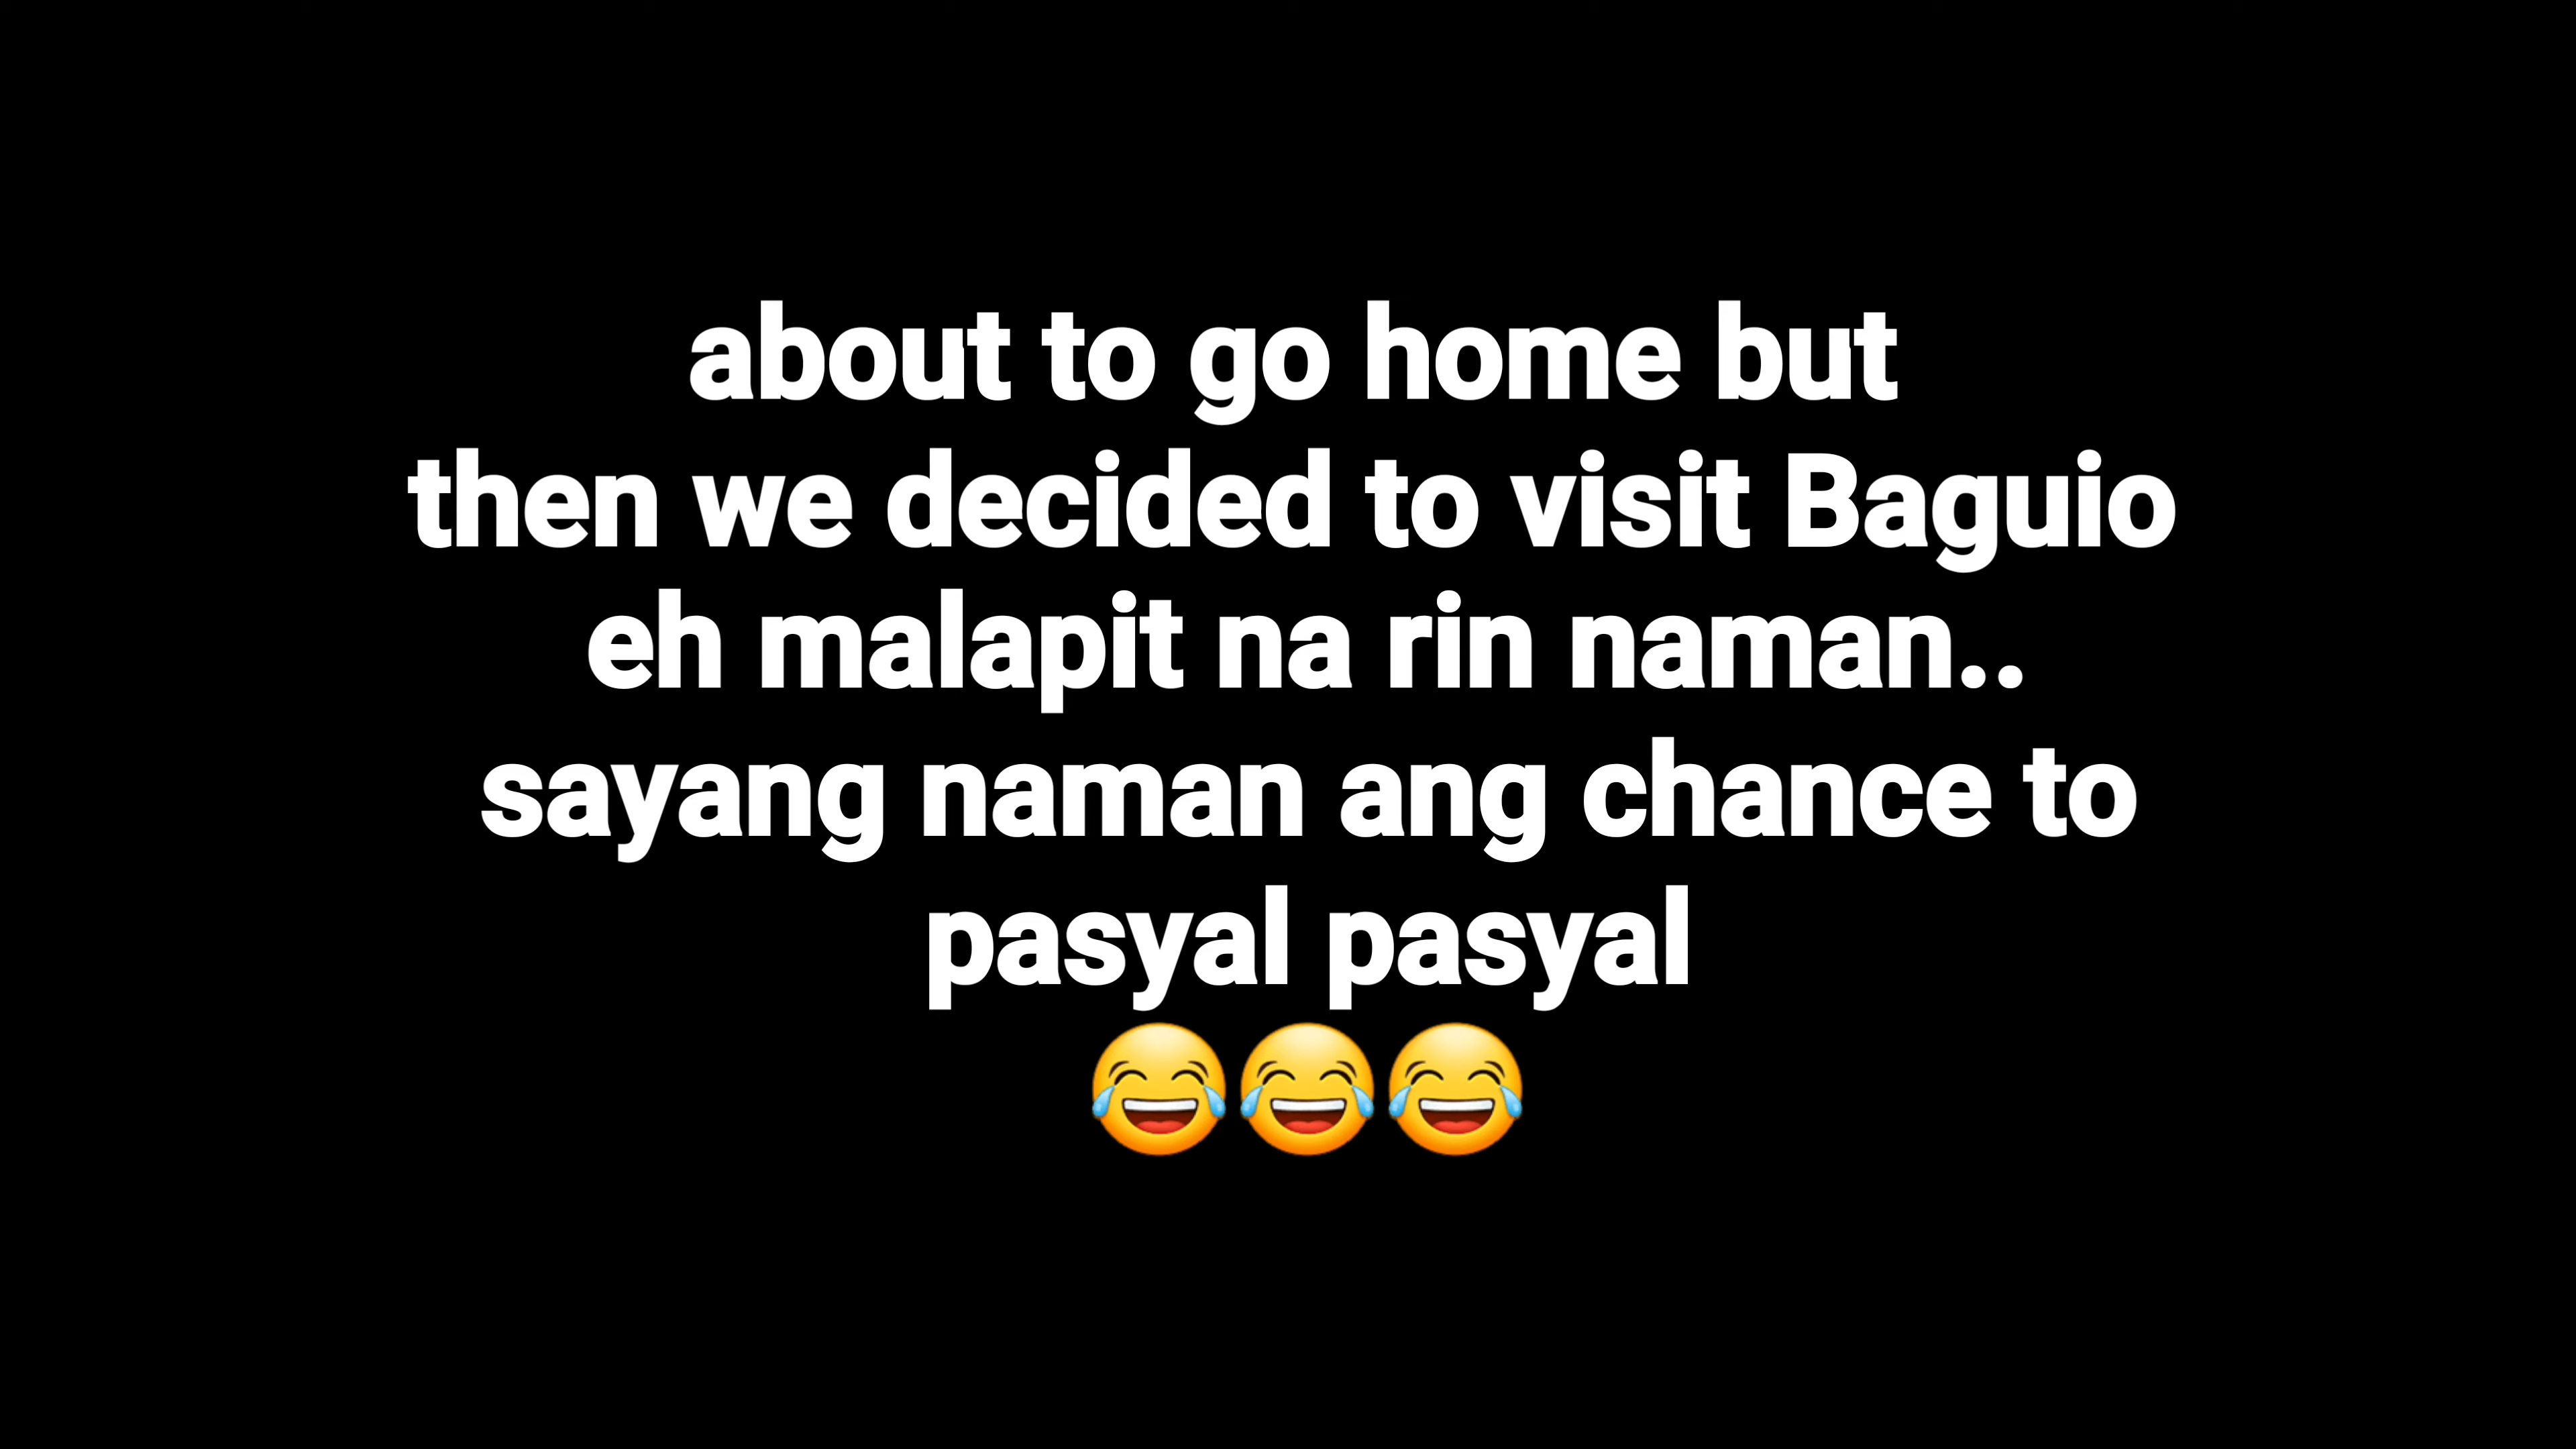 about to go home but
then we decided to visit Baguio
eh malapit na rin naman..
sayang naman ang chance to
pasyal pasyal
😂😂😂